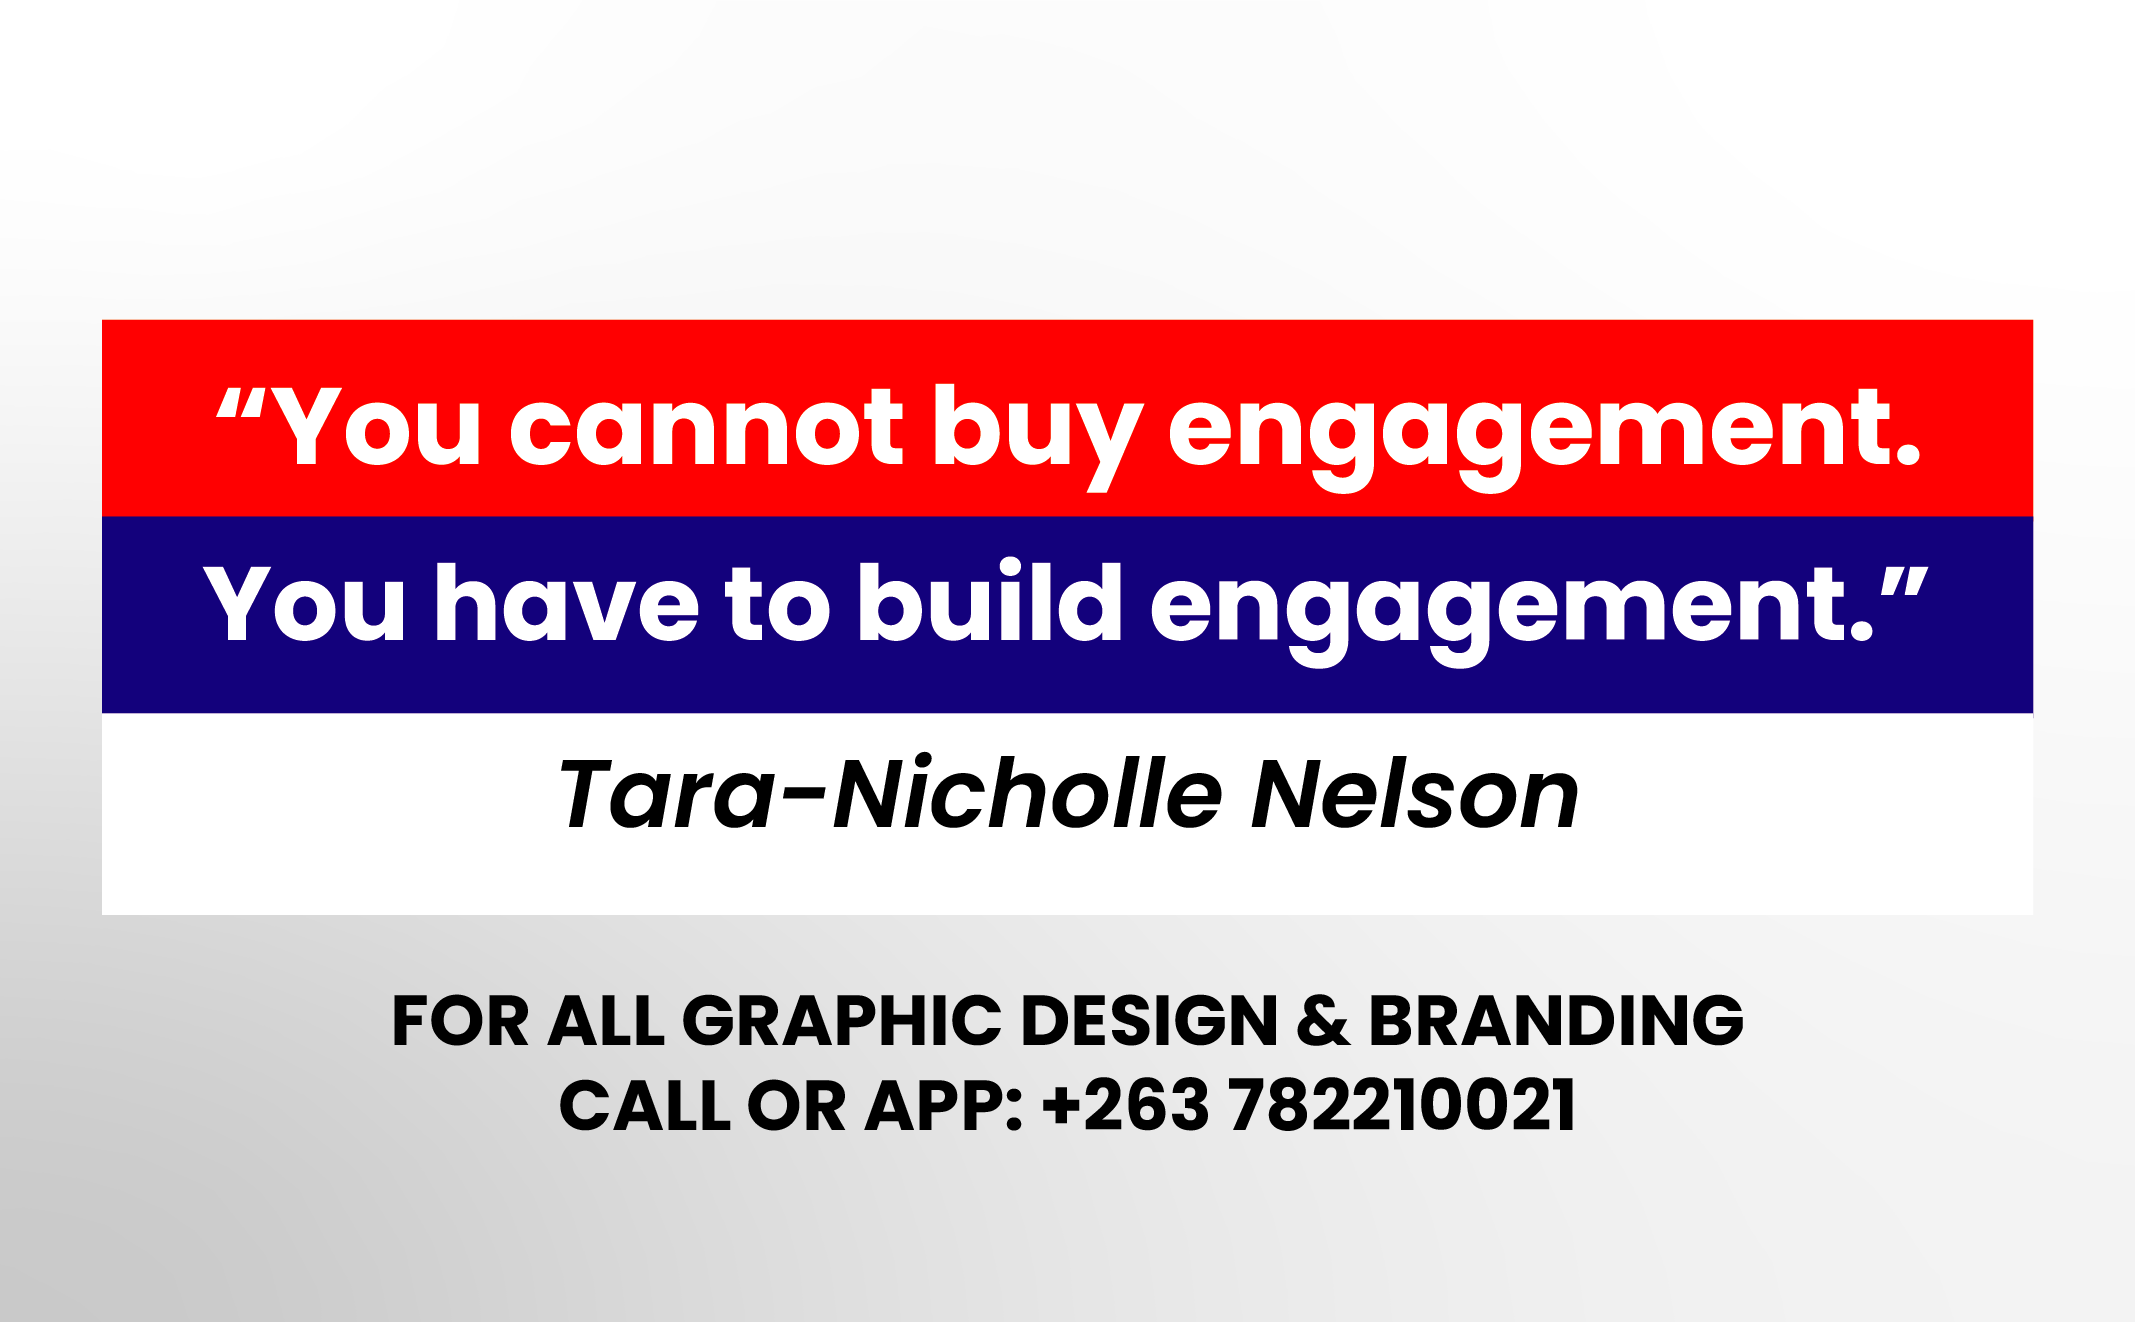 “You cannot buy engagement.
You have to build engagement.”
Tara-Nicholle Nelson
FOR ALL GRAPHIC DESIGN & BRANDING
CALL OR APP: +263 782210021